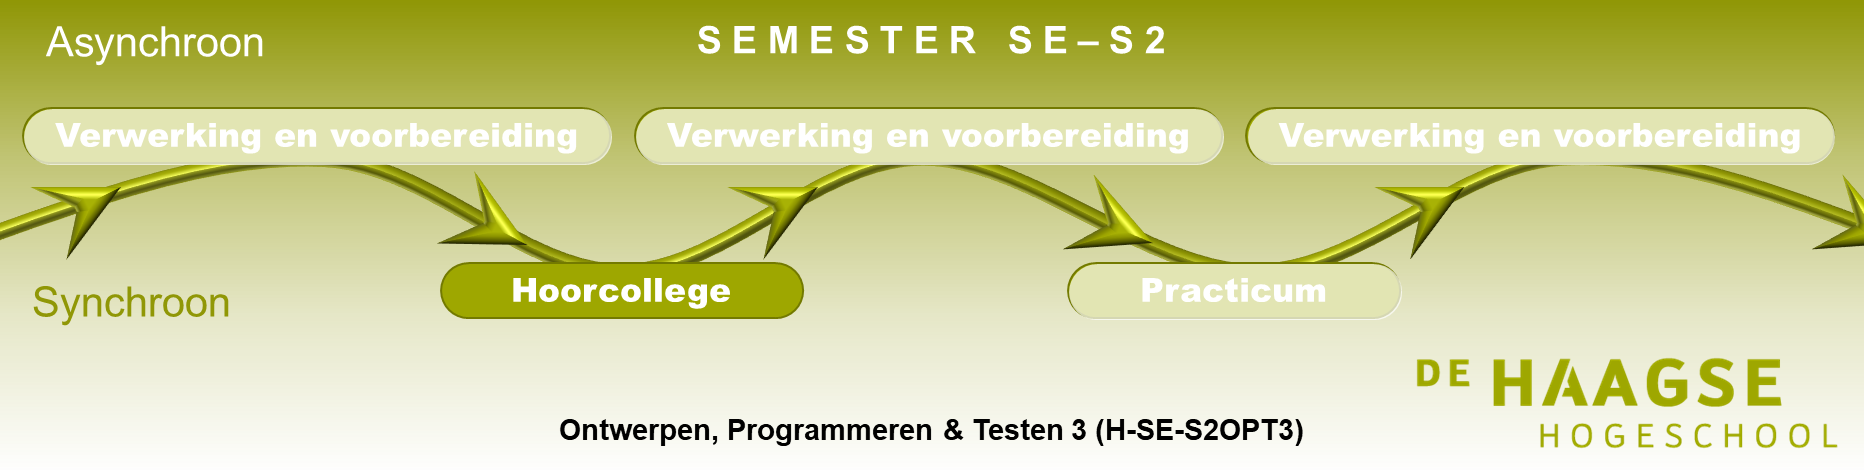 Asynchroon
SEMESTER SE–S2
Verwerking en voorbereiding
Verwerking en voorbereiding
Verwerking en voorbereiding
Hoorcollege
Practicum
Synchroon
DE HAAGSE
HOGESCHOOL
Ontwerpen, Programmeren & Testen 3 (H-SE-S2OPT3)